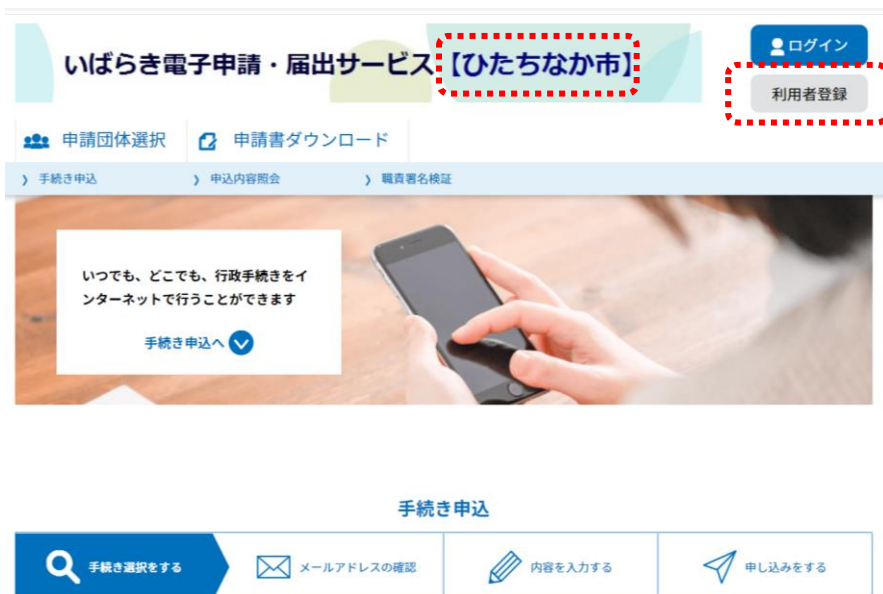 いばらき電子申請・届出サービス【ひたちなか市】
ログイン
利用者登録
申請団体選択
申請書ダウンロード
手続き申込
申込内容照会
職責署名検証
いつでも、どこでも、行政手続きをイ
ンターネットで行うことができます
手続き申込へ
手続き申込
手続き選択をする
メールアドレスの確認
内容を入力する
申し込みをする